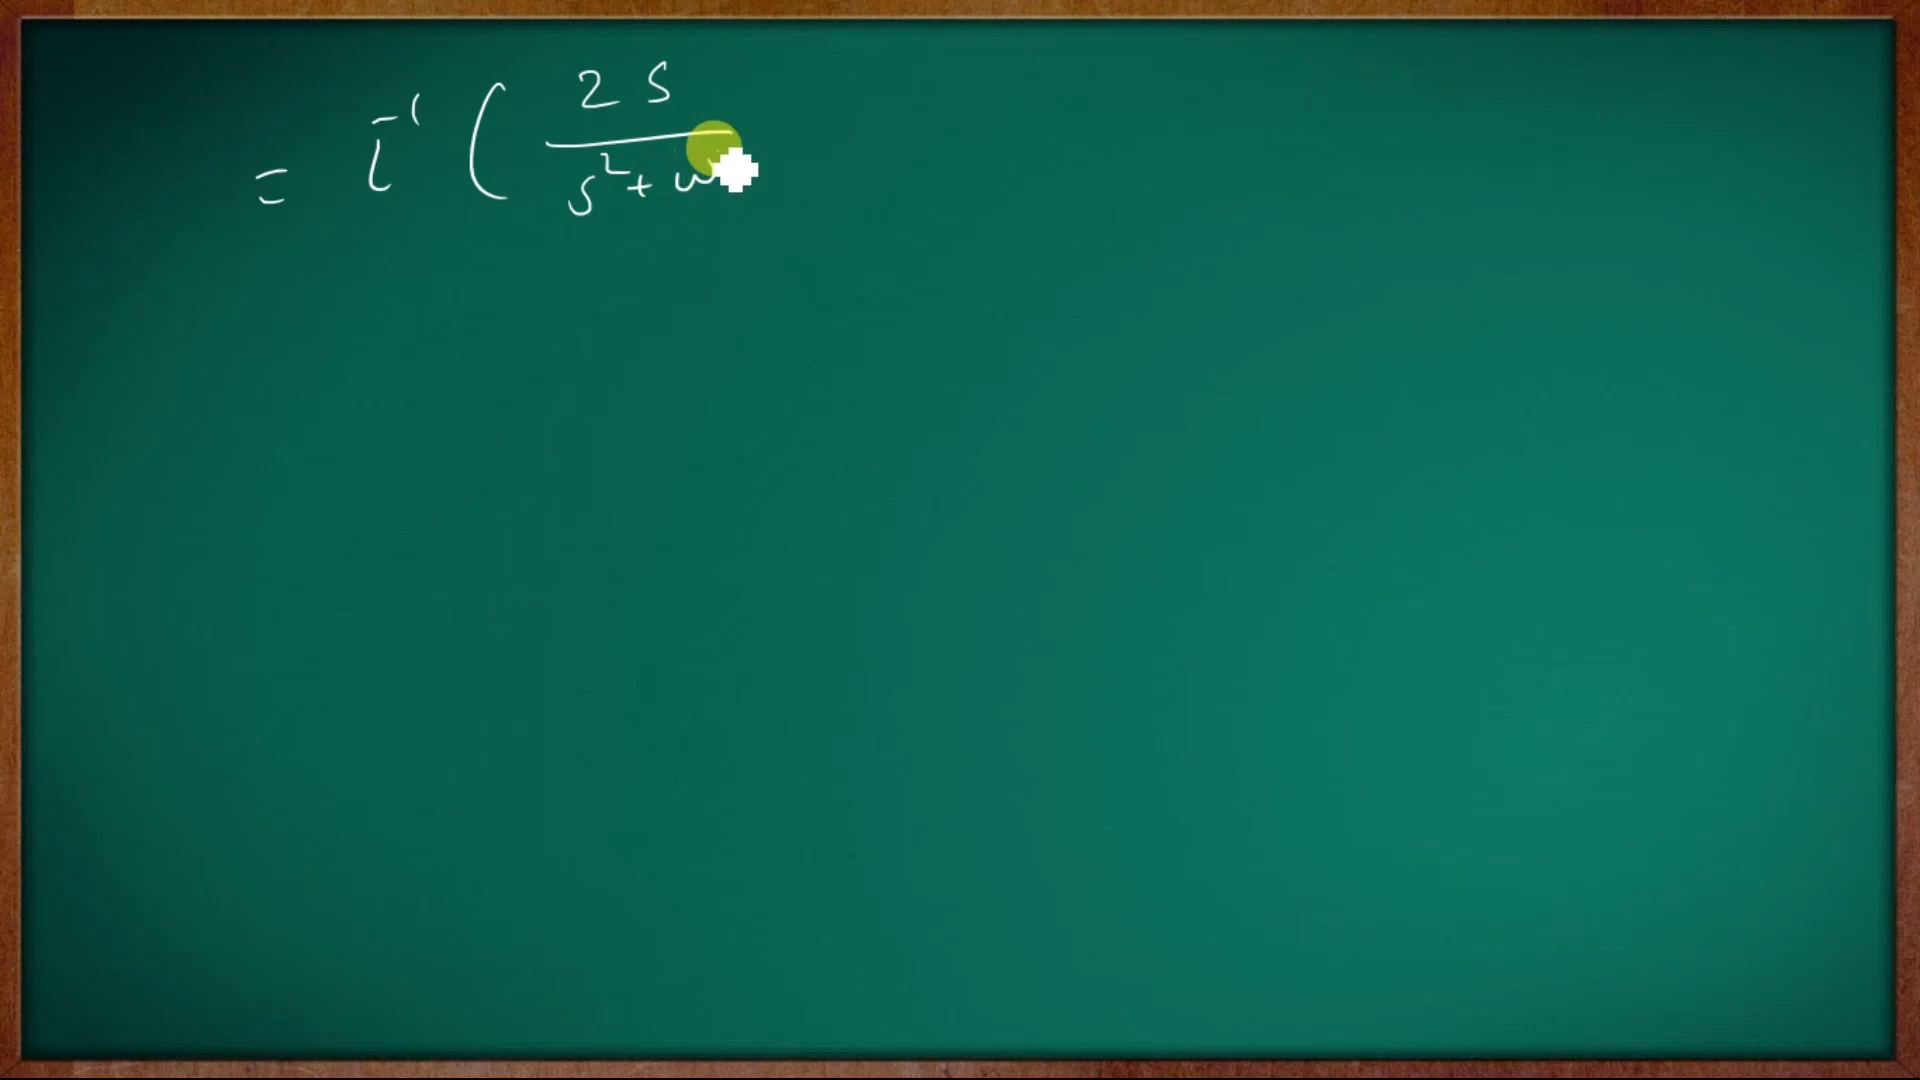 = L⁻¹ ( 2s / s² + w